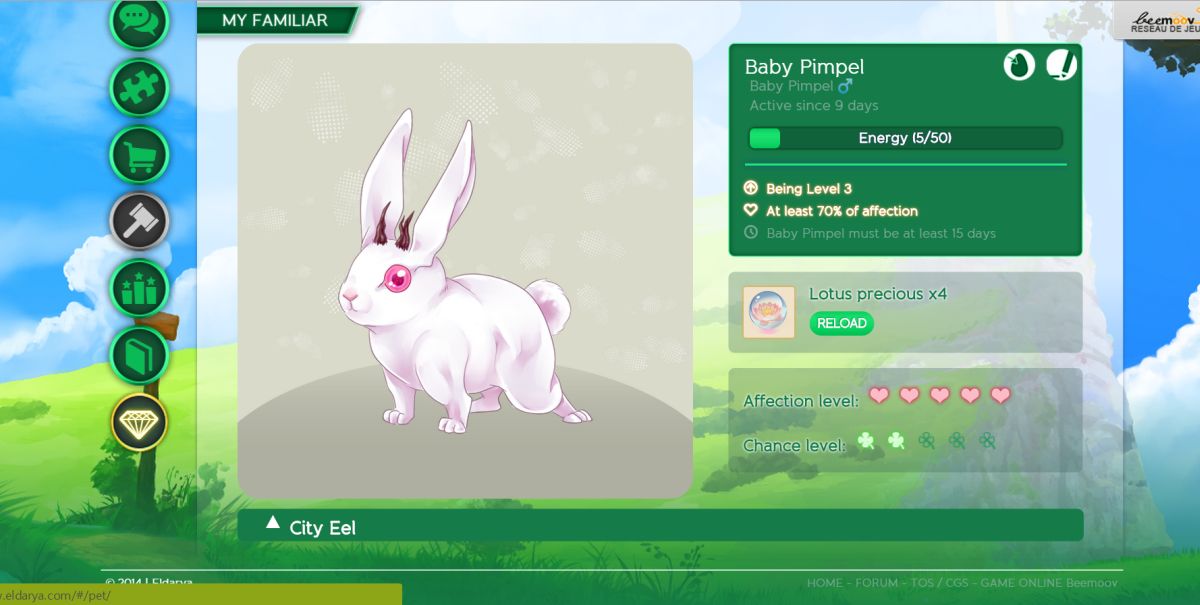 MY FAMILIAR
beemoov
RESEAU DE JEU
Baby Pimpel
Baby Pimpel
Active since 9 days
Energy (5/50)
Being Level 3
At least 70% of affection
Baby Pimpel must be at least 15 days
Lotus precious x4
RELOAD
Affection level:
Chance level:
City Eel
© 2014 | Eldarya
HOME - FORUM - TOS / CGS - GAME ONLINE Beemoov
.eldarya.com/#/pet/